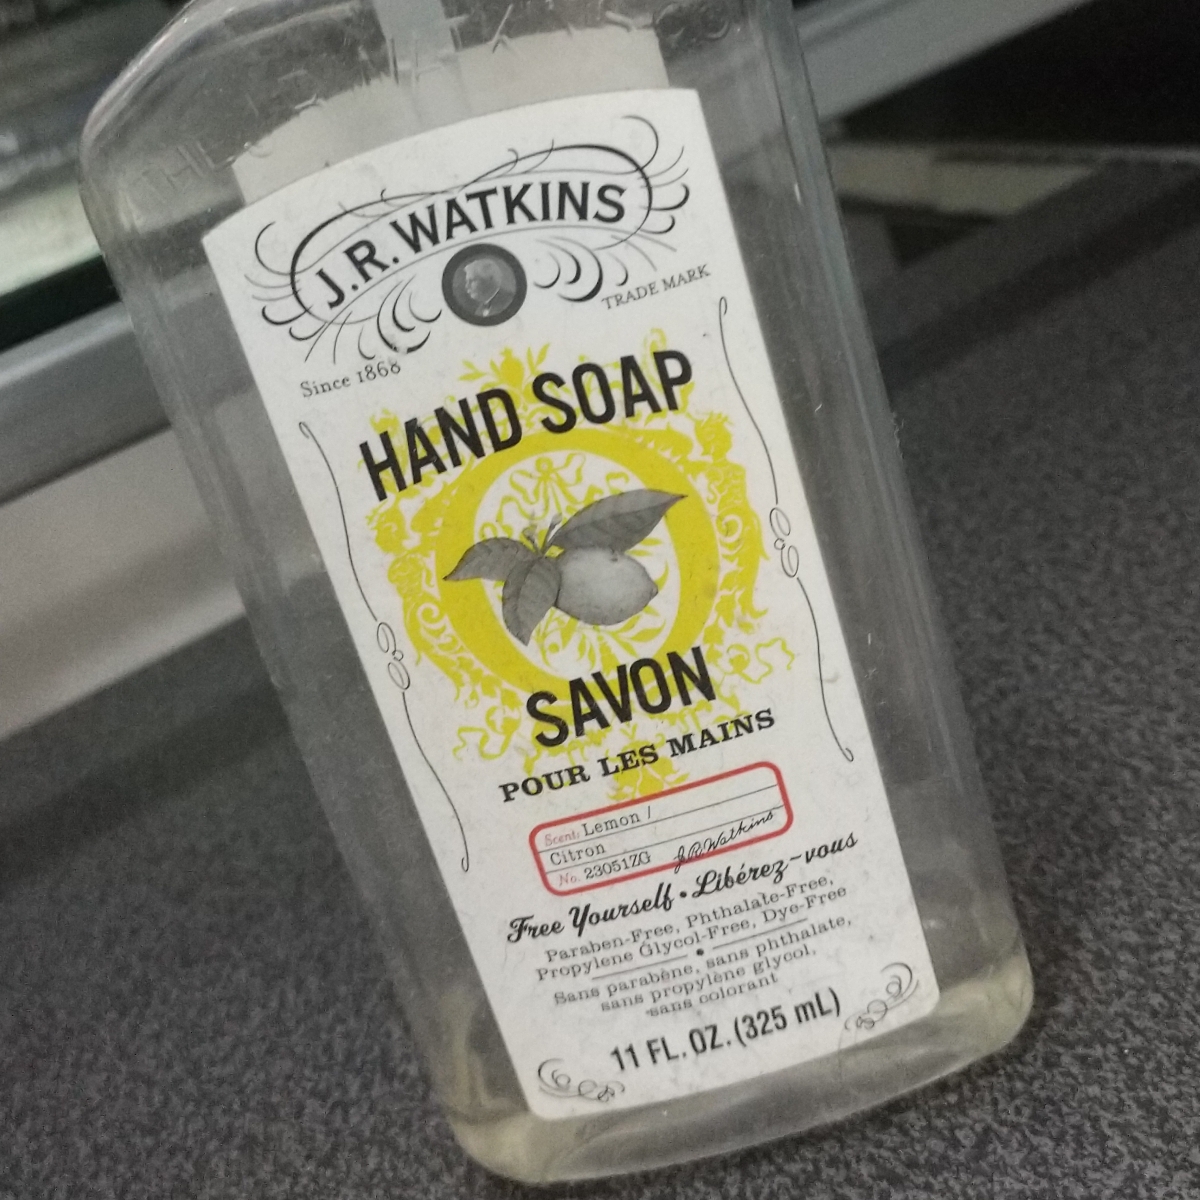 J.R. WATKINS
TRADE MARK
Since 1868
HAND SOAP
SAVON
POUR LES MAINS
Scent: Lemon /
Citron
No. 23051ZG J.R. Watkins
Free Yourself • Libérez-vous
Paraben-Free, Phthalate-Free,
Propylene Glycol-Free, Dye-Free
Sans parabène, sans phthalate,
sans propylène glycol,
sans colorant
11 FL. OZ. (325 mL)